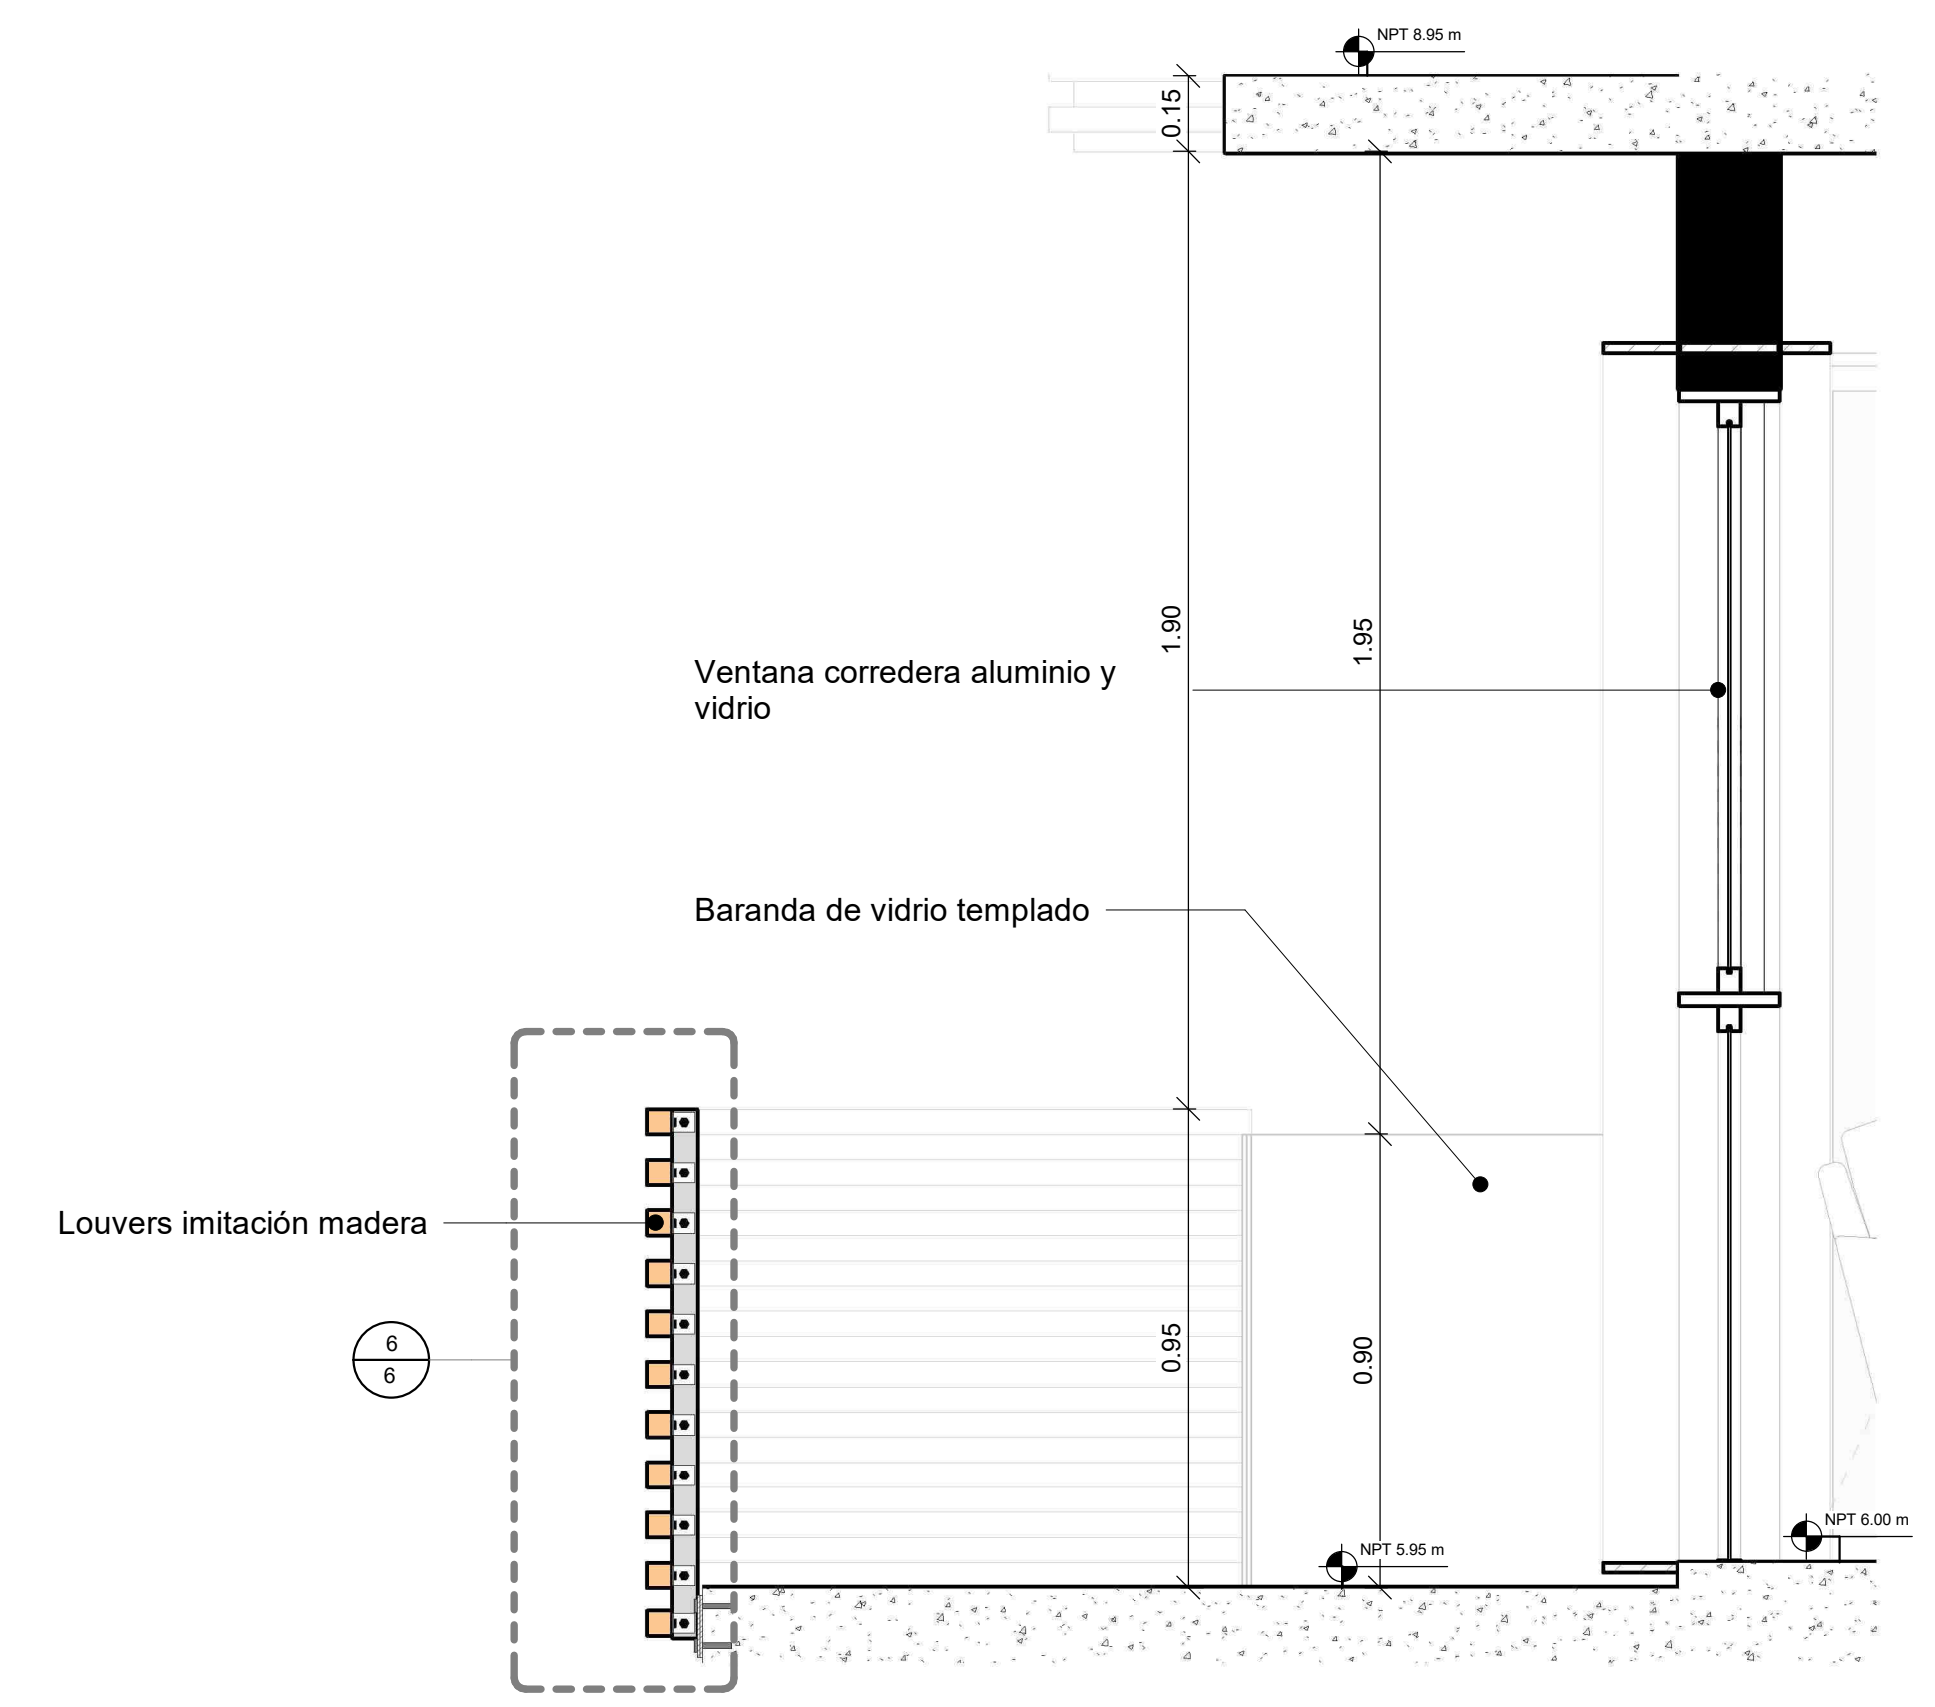 NPT 8.95 m
0.15
1.90
1.95
Ventana corredera aluminio y
vidrio
Baranda de vidrio templado
Louvers imitación madera
6
6
0.95
0.90
NPT 6.00 m
NPT 5.95 m